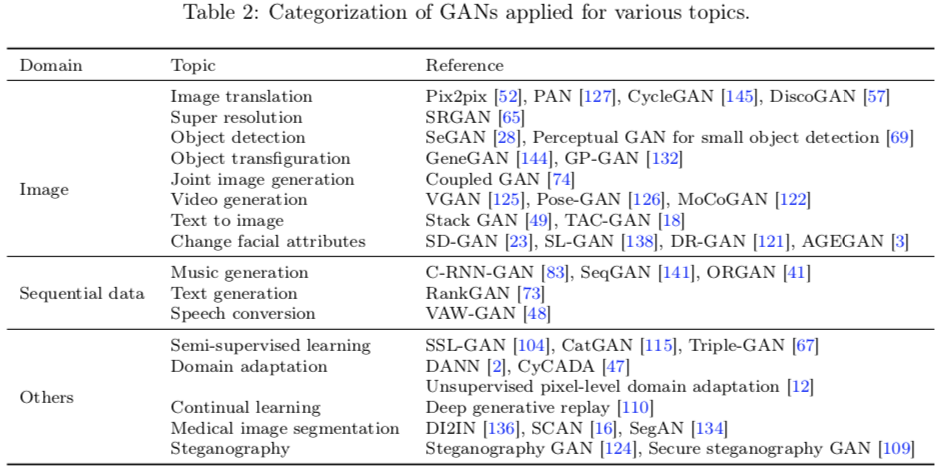 Table 2: Categorization of GANs applied for various topics.
Domain Topic Reference
Image translation Pix2pix [52], PAN [127], CycleGAN [145], DiscoGAN [57]
Super resolution SRGAN [65]
Object detection SeGAN [28], Perceptual GAN for small object detection [69]
Object transfiguration GeneGAN [144], GP-GAN [132]
Image
Joint image generation Coupled GAN [74]
Video generation VGAN [125], Pose-GAN [126], MoCoGAN [122]
Text to image Stack GAN [49], TAC-GAN [18]
Change facial attributes SD-GAN [23], SL-GAN [138], DR-GAN [121], AGEGAN [3]
Music generation C-RNN-GAN [83], SeqGAN [141], ORGAN [41]
Sequential data Text generation RankGAN [73]
Speech conversion VAW-GAN [48]
Semi-supervised learning SSL-GAN [104], CatGAN [115], Triple-GAN [67]
Domain adaptation DANN [2], CyCADA [47]
Unsupervised pixel-level domain adaptation [12]
Others
Continual learning Deep generative replay [110]
Medical image segmentation DI2IN [136], SCAN [16], SegAN [134]
Steganography Steganography GAN [124], Secure steganography GAN [109]